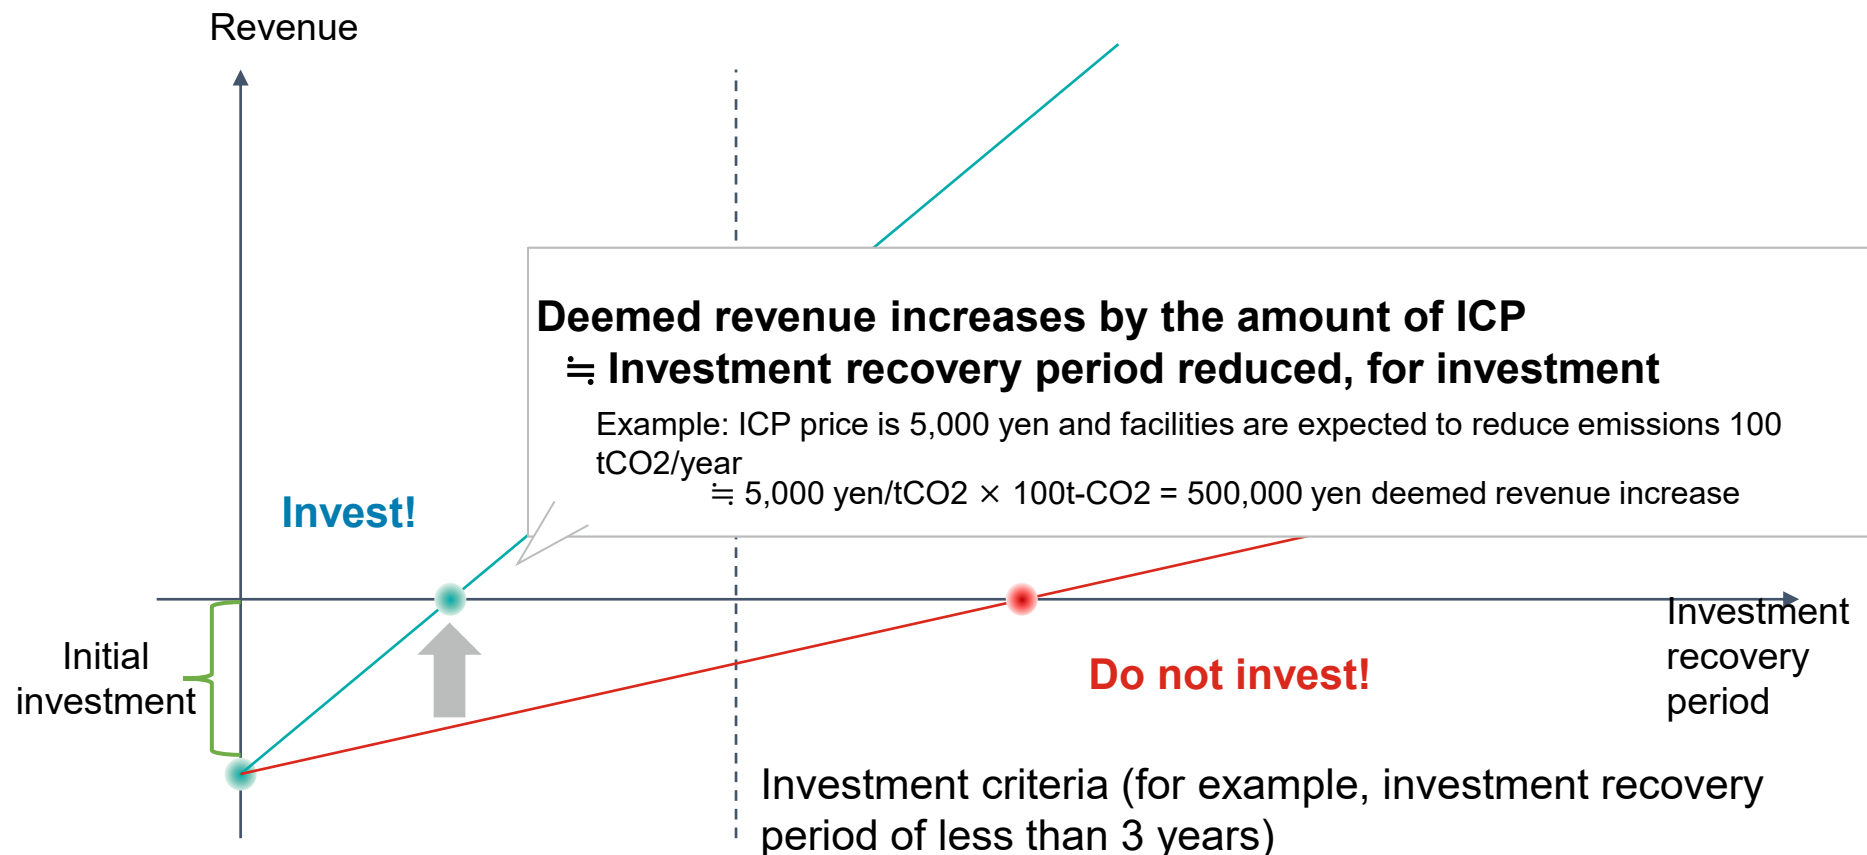 Revenue
Deemed revenue increases by the amount of ICP
≒ Investment recovery period reduced, for investment
Example: ICP price is 5,000 yen and facilities are expected to reduce emissions 100
tCO2/year
≒ 5,000 yen/tCO2 × 100t-CO2 = 500,000 yen deemed revenue increase
Invest!
Initial
investment
Do not invest!
Investment
recovery
period
Investment criteria (for example, investment recovery
period of less than 3 years)